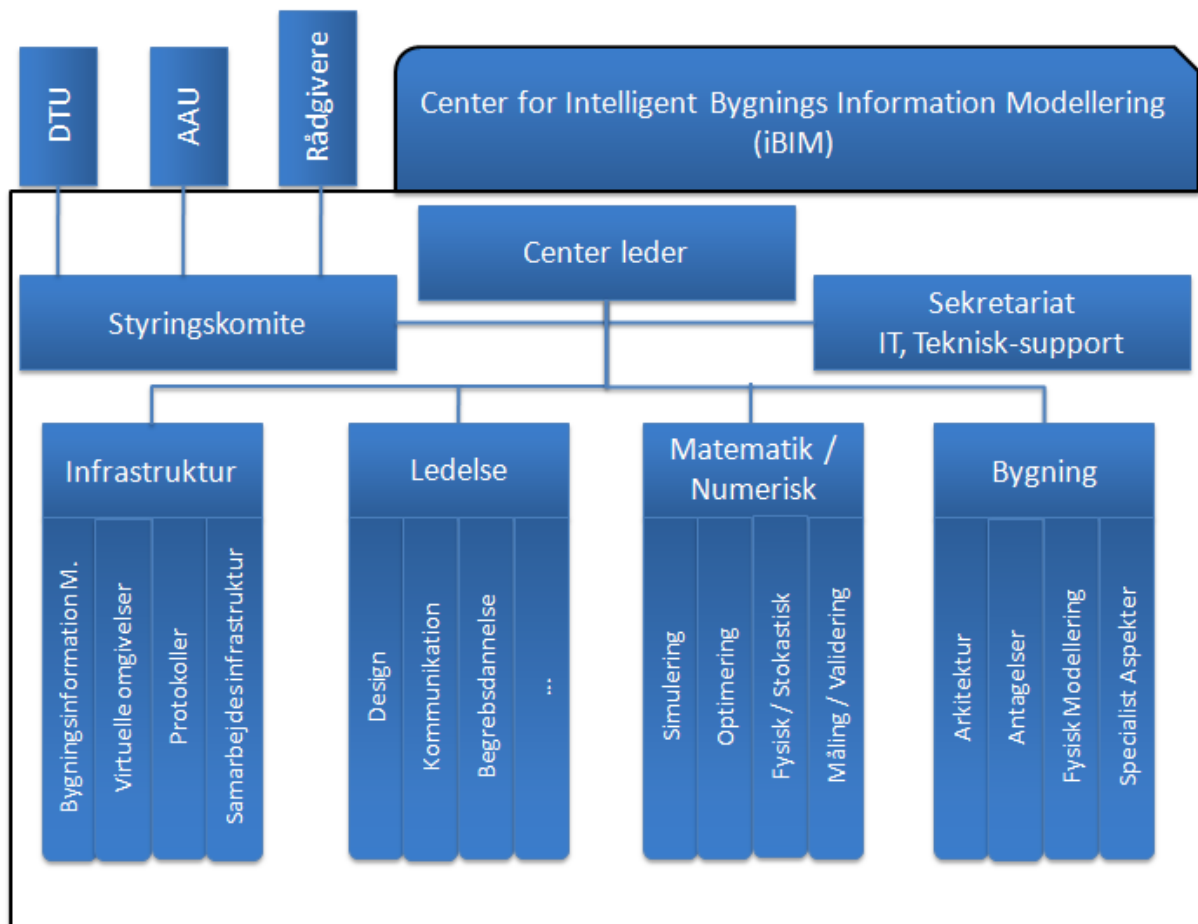 DTU
AAU
Rådgivere
Center for Intelligent Bygnings Information Modellering
(iBIM)
Center leder
Styringskomite
Sekretariat
IT, Teknisk-support
Infrastruktur
Bygningsinformation M.
Virtuelle omgivelser
Protokoller
Samarbejdesinfrastruktur
Ledelse
Design
Kommunikation
Begrebsdannelse
...
Matematik /
Numerisk
Simulering
Optimering
Fysisk / Stokastisk
Måling / Validering
Bygning
Arkitektur
Antagelser
Fysisk Modellering
Specialist Aspekter